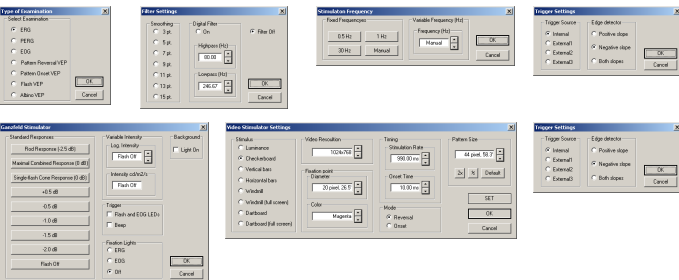 Type of Examination
Select Examination
ERG
PERG
EOG
Pattern Reversal VEP
Pattern Onset VEP
Flash VEP
Albino VEP
OK
Cancel
Filter Settings
Smoothing
3 pt.
5 pt.
7 pt.
9 pt.
11 pt.
13 pt.
15 pt.
Digital Filter
On
Filter Off
Highpass (Hz)
00.00
Lowpass (Hz)
246.67
OK
Cancel
Stimulaton Frequency
Fixed Frequencyies
0.5 Hz
1 Hz
30 Hz
Manual
Variable Frequency (Hz)
Frequency (Hz)
Manual
OK
Cancel
Trigger Settings
Trigger Source
Internal
External1
External2
External3
Edge detector
Positive slope
Negative slope
Both slopes
OK
Cancel
Ganzfeld Stimulator
Standard Responses
Rod Response (-2.5 dB)
Maximal Combined Response (0 dB)
Single-flash Cone Response (0 dB)
+0.5 dB
-0.5 dB
-1.0 dB
-1.5 dB
-2.0 dB
Flash Off
Variable Intensity
Log. Intensity
Flash Off
Intensity cd/m2/s
Flash Off
Trigger
Flash and EOG LEDs
Beep
Fixation Lights
ERG
EOG
Off
Background
Light On
OK
Cancel
Video Stimulator Settings
Stimulus
Luminance
Checkerboard
Vertical bars
Horizontal bars
Windmill
Windmill (full screen)
Dartboard
Dartboard (full screen)
Video Resoultion
1024x768
Fixation point
Diameter
20 pixel, 26.5'
Color
Magenta
Timing
Stimulation Rate
990.00 ms
Onset Time
10.00 ms
Mode
Reversal
Onset
Pattern Size
44 pixel, 58.3'
2x
½
Default
SET
OK
Cancel
Trigger Settings
Trigger Source
Internal
External1
External2
External3
Edge detector
Positive slope
Negative slope
Both slopes
OK
Cancel